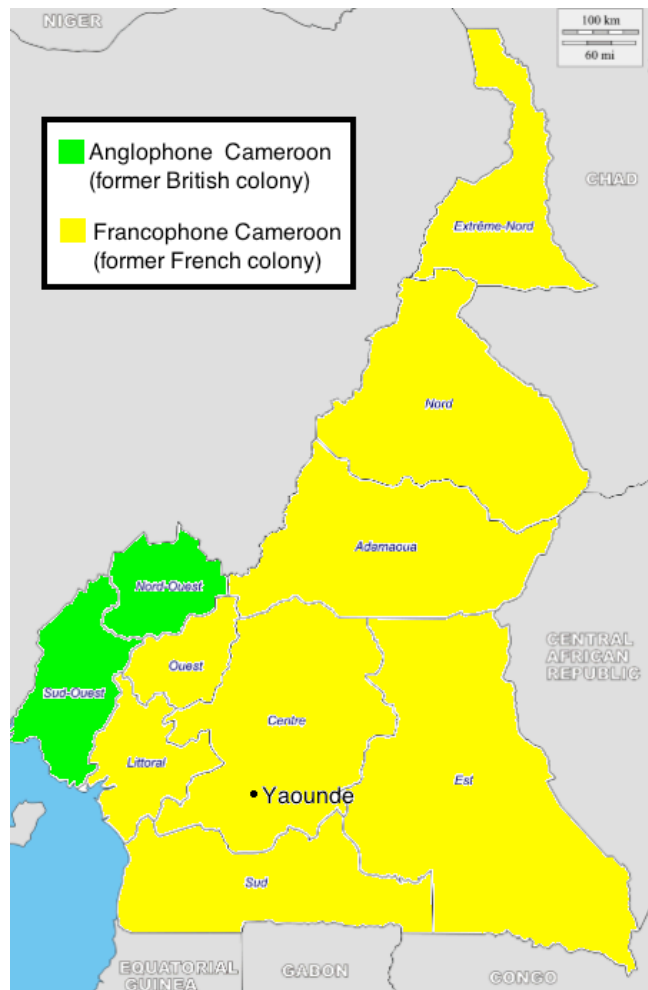 NIGER
100 km
60 mi
Anglophone Cameroon
(former British colony)
CHAD
Francophone Cameroon
(former French colony)
Extrême-Nord
Nord
Adamaoua
Nord-Ouest
CENTRAL
AFRICAN
REPUBLIC
Ouest
Sud-Ouest
Centre
Littoral
Est
Yaounde
Sud
EQUATORIAL
GUINEA
GABON
CONGO